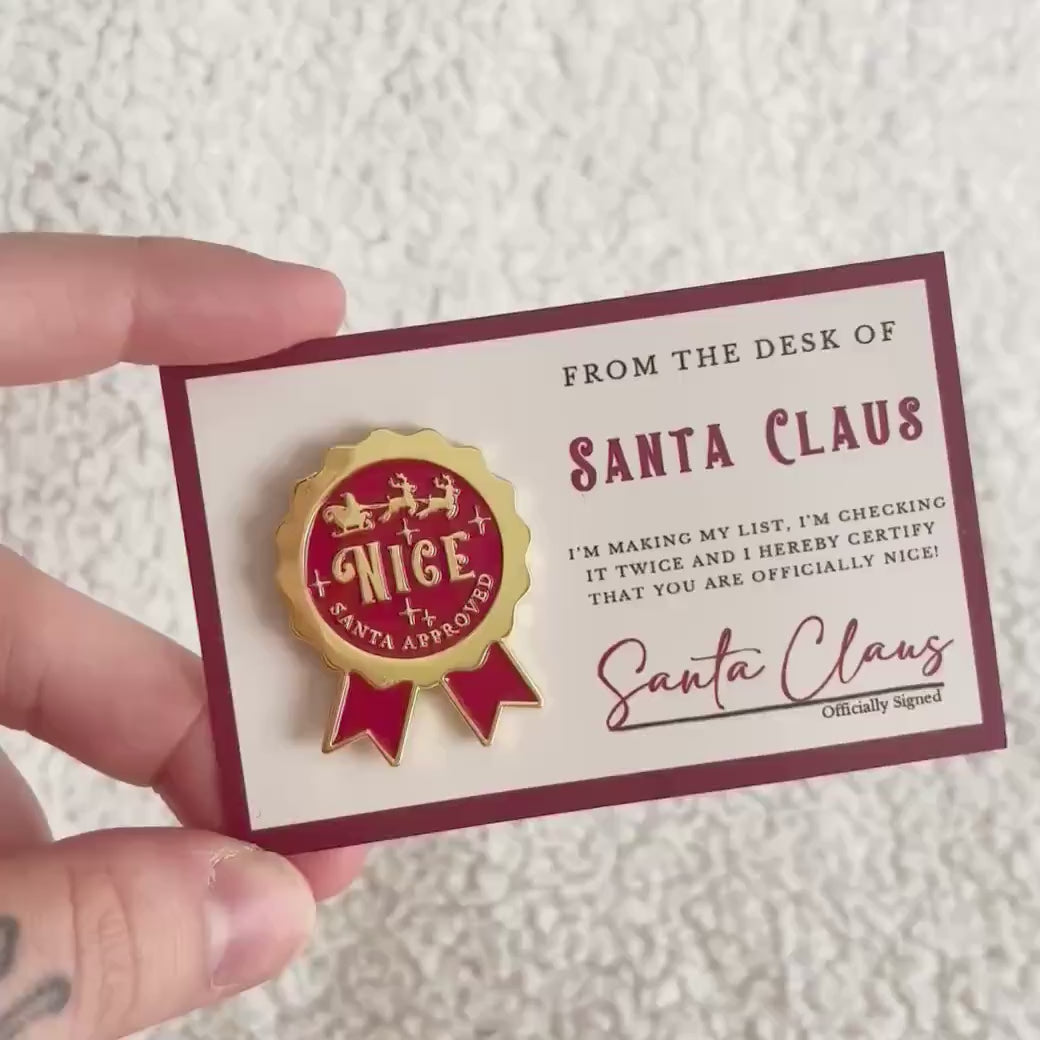 NICE
SANTA APPROVED
FROM THE DESK OF
SANTA CLAUS
I'M MAKING MY LIST, I'M CHECKING
IT TWICE AND I HEREBY CERTIFY
THAT YOU ARE OFFICIALLY NICE!
Santa Claus
Officially Signed